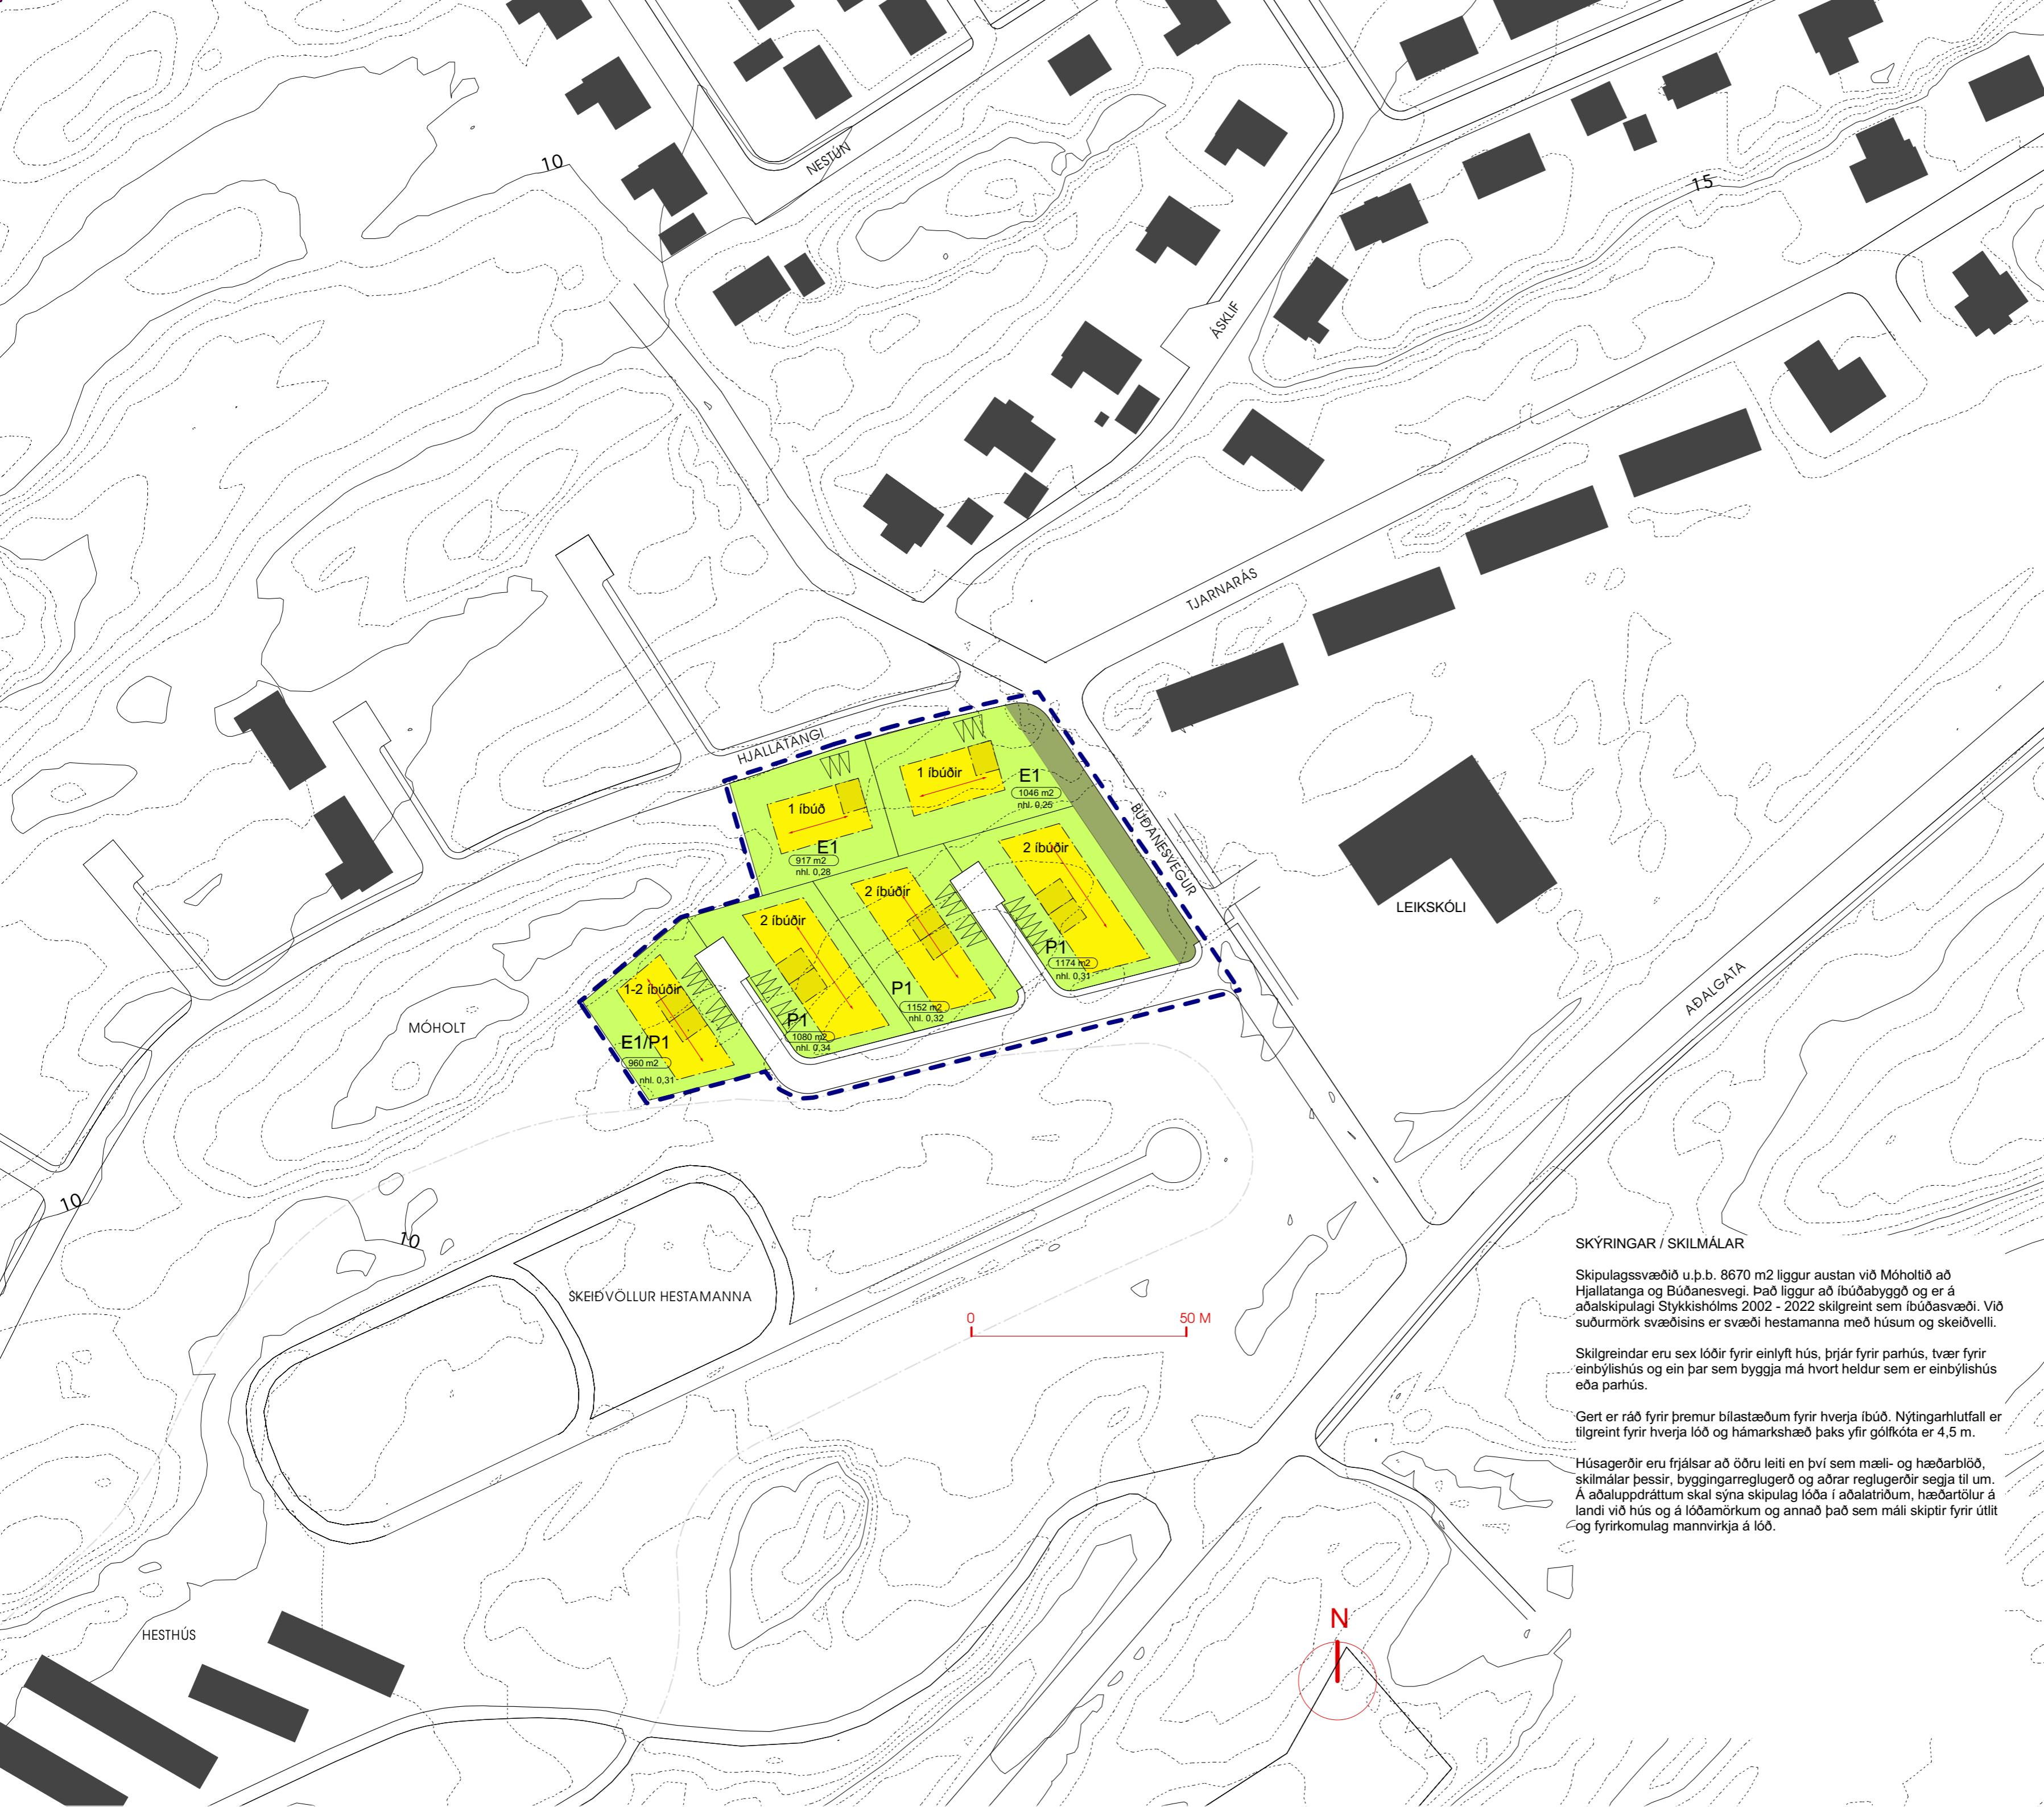 10
NESTÚN
15
ÁSKLIF
TJARNARÁS
HJALLATANGI
1 íbúðir
E1
1046 m2
nhl. 0,25
1 íbúð
E1
917 m2
nhl. 0,28
BÚÐANESVEGUR
2 íbúðir
P1
1174 m2
nhl. 0,31
2 íbúðir
P1
1152 m2
nhl. 0,32
2 íbúðir
P1
1080 m2
nhl. 0,34
1-2 íbúðir
E1/P1
960 m2
nhl. 0,31
LEIKSKÓLI
AÐALGATA
MÓHOLT
10
10
SKEIÐVÖLLUR HESTAMANNA
0
50 M
SKÝRINGAR / SKILMÁLAR
Skipulagssvæðið u.þ.b. 8670 m2 liggur austan við Móholtið að
Hjallatanga og Búðanesvegi. Það liggur að íbúðabyggð og er á
aðalskipulagi Stykkishólms 2002 - 2022 skilgreint sem íbúðasvæði. Við
suðurmörk svæðisins er svæði hestamanna með húsum og skeiðvelli.
Skilgreindar eru sex lóðir fyrir einlyft hús, þrjár fyrir parhús, tvær fyrir
einbýlishús og ein þar sem byggja má hvort heldur sem er einbýlishús
eða parhús.
Gert er ráð fyrir þremur bílastæðum fyrir hverja íbúð. Nýtingarhlutfall er
tilgreint fyrir hverja lóð og hámarkshæð þaks yfir gólfkóta er 4,5 m.
Húsagerðir eru frjálsar að öðru leiti en því sem mæli- og hæðarblöð,
skilmálar þessir, byggingarreglugerð og aðrar reglugerðir segja til um.
Á aðaluppdráttum skal sýna skipulag lóða í aðalatriðum, hæðartölur á
landi við hús og á lóðamörkum og annað það sem máli skiptir fyrir útlit
og fyrirkomulag mannvirkja á lóð.
N
HESTHÚS